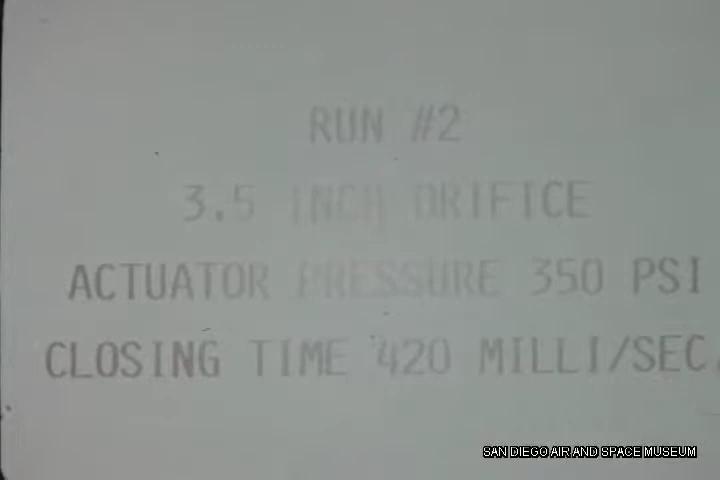 RUN #2
3.5 INCH ORIFICE
ACTUATOR PRESSURE 350 PSI
CLOSING TIME 420 MILLI/SEC.
SAN DIEGO AIR AND SPACE MUSEUM